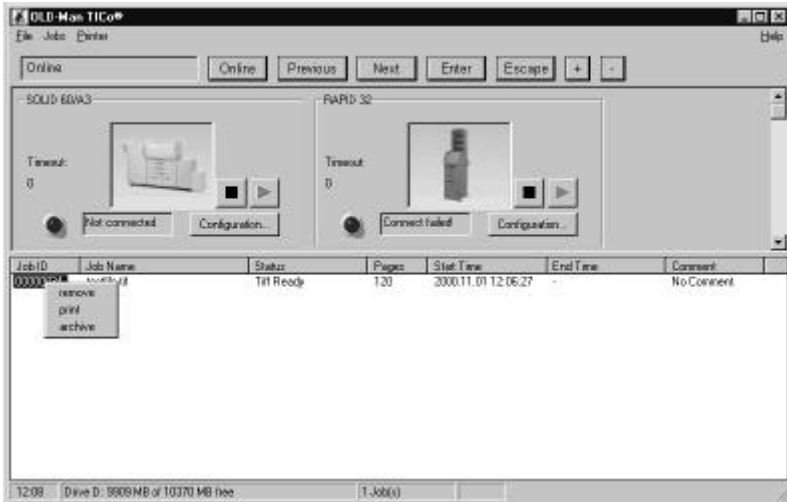 OLD-Man TICo®
File Jobs Printer Help
Online Online Previous Next Enter Escape + -
SOLID 60/A3 RAPID 32
Timeout: Timeout:
0 0
Not connected Configuration... Connect failed! Configuration...
Job ID Job Name Status Pages Start Time End Time Comment
Tiff Ready 120 2000.11.01 12:06:27 - No Comment
remove
print
archive
12:08 Drive D: 9909 MB of 10370 MB free 1 Job(s)